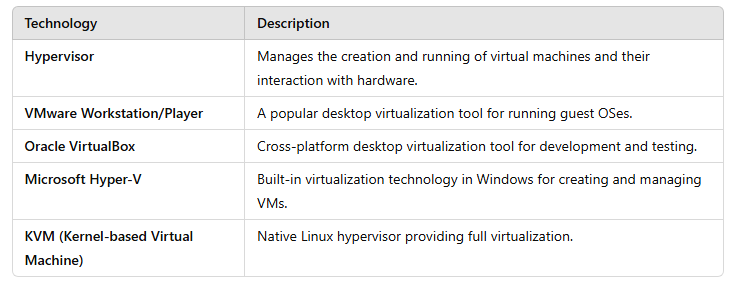 Technology Description
Hypervisor Manages the creation and running of virtual machines and their
interaction with hardware.
VMware Workstation/Player A popular desktop virtualization tool for running guest OSes.
Oracle VirtualBox Cross-platform desktop virtualization tool for development and testing.
Microsoft Hyper-V Built-in virtualization technology in Windows for creating and managing
VMs.
KVM (Kernel-based Virtual Native Linux hypervisor providing full virtualization.
Machine)